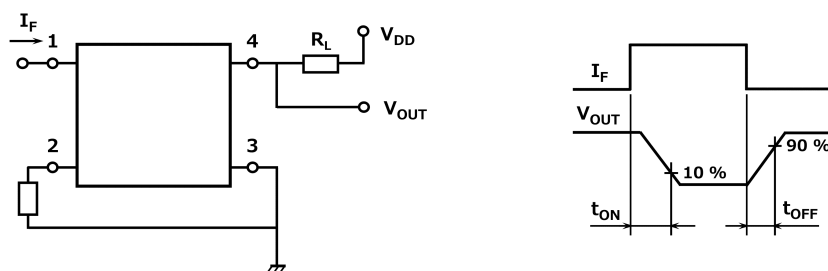 I_F
1
4
R_L
V_DD
V_OUT
2
3
I_F
V_OUT
10 %
90 %
t_ON
t_OFF